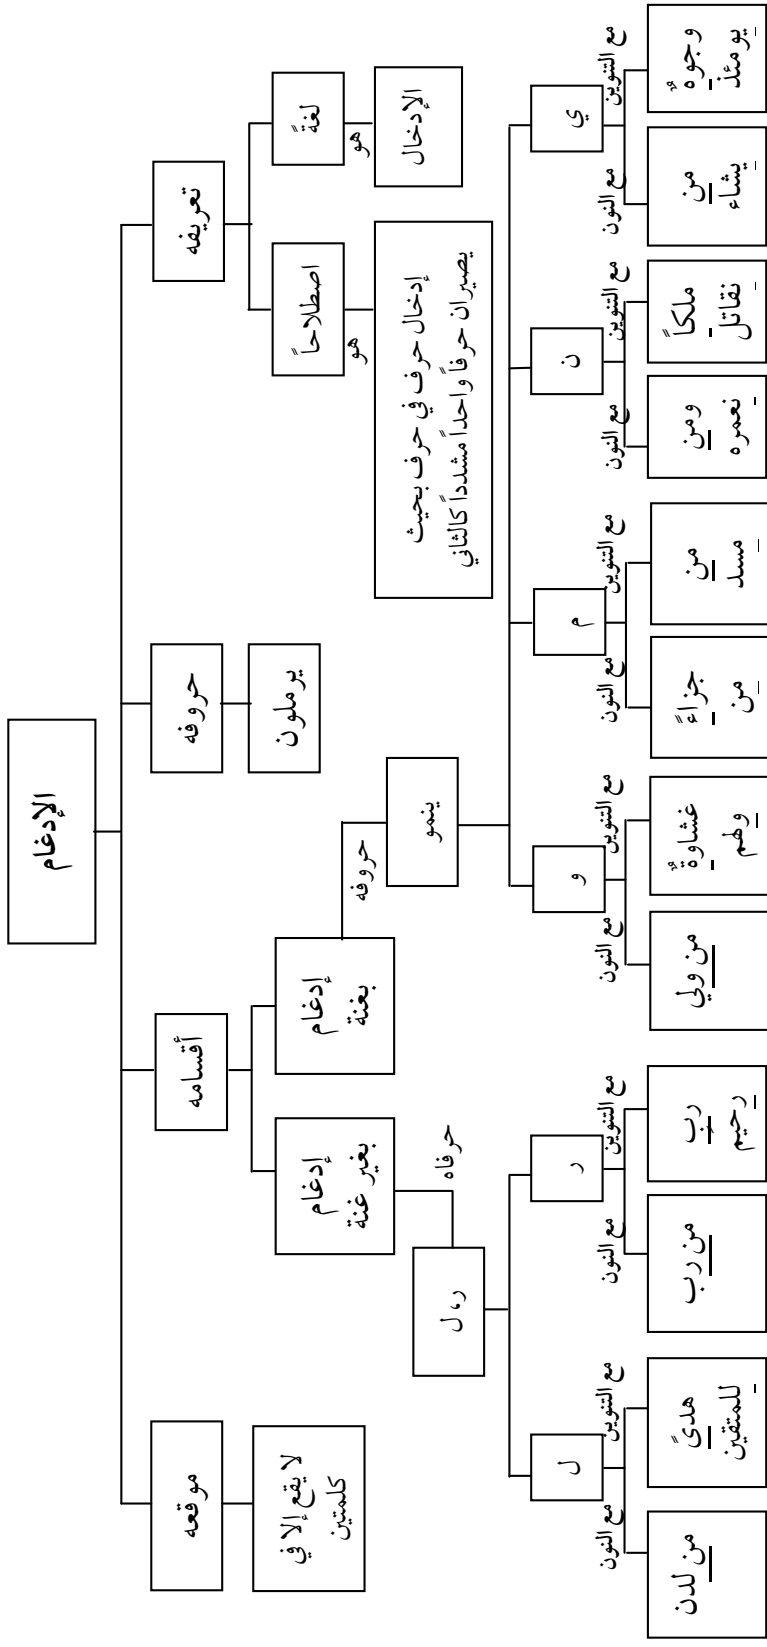 الإدغام
تعريفه
حروفه
أقسامه
موقعه
لغةً
هو
الإدخال
اصطلاحاً
هو
إدخال حرف في حرف بحيث
يصيران حرفاً واحداً مشدداً كالثاني
يرملون
إدغام
بغنة
حروفه
ينمو
إدغام
بغير غنة
حرفاه
ر، ل
لا يقع إلا في
كلمتين
ي
مع التنوين
وجوهٌ
يومئذ
مع النون
من
يشاء
ن
مع التنوين
ملكاً
نقاتل
مع النون
ومن
نعمره
م
مع التنوين
من
مسد
مع النون
جزاءً
من
و
مع التنوين
غشاوةٌ
ولهم
مع النون
من ولي
ر
مع التنوين
ربٍ
رحيم
مع النون
من رب
ل
مع التنوين
هدىً
للمتقين
مع النون
من لدن